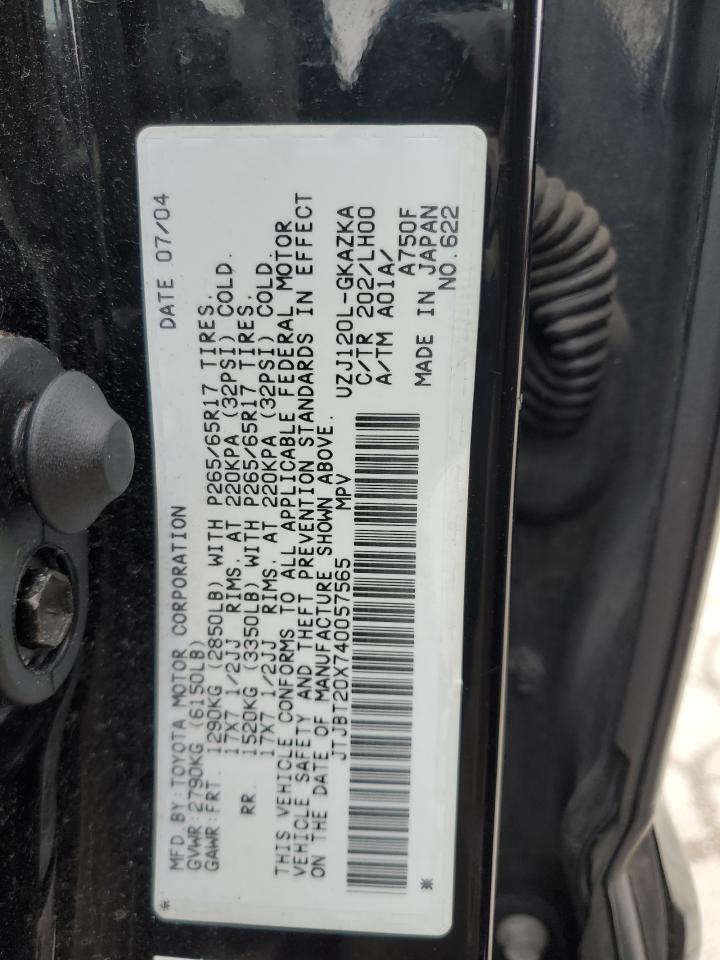 MFD.BY:TOYOTA MOTOR CORPORATION DATE 07/04
GVWR:2790KG (6150LB)
GAWR:FRT. 1290KG (2850LB) WITH P265/65R17 TIRES.
17X7 1/2JJ RIMS. AT 220KPA (32PSI) COLD.
RR. 1520KG (3350LB) WITH P265/65R17 TIRES.
17X7 1/2JJ RIMS. AT 220KPA (32PSI) COLD.
THIS VEHICLE CONFORMS TO ALL APPLICABLE FEDERAL MOTOR
VEHICLE SAFETY AND THEFT PREVENTION STANDARDS IN EFFECT
ON THE DATE OF MANUFACTURE SHOWN ABOVE.
JTJBT20X740057565 MPV
UZJ120L-GKAZKA
C/TR 202/LH00
A/TM A01A/
A750F
MADE IN JAPAN
NO.622